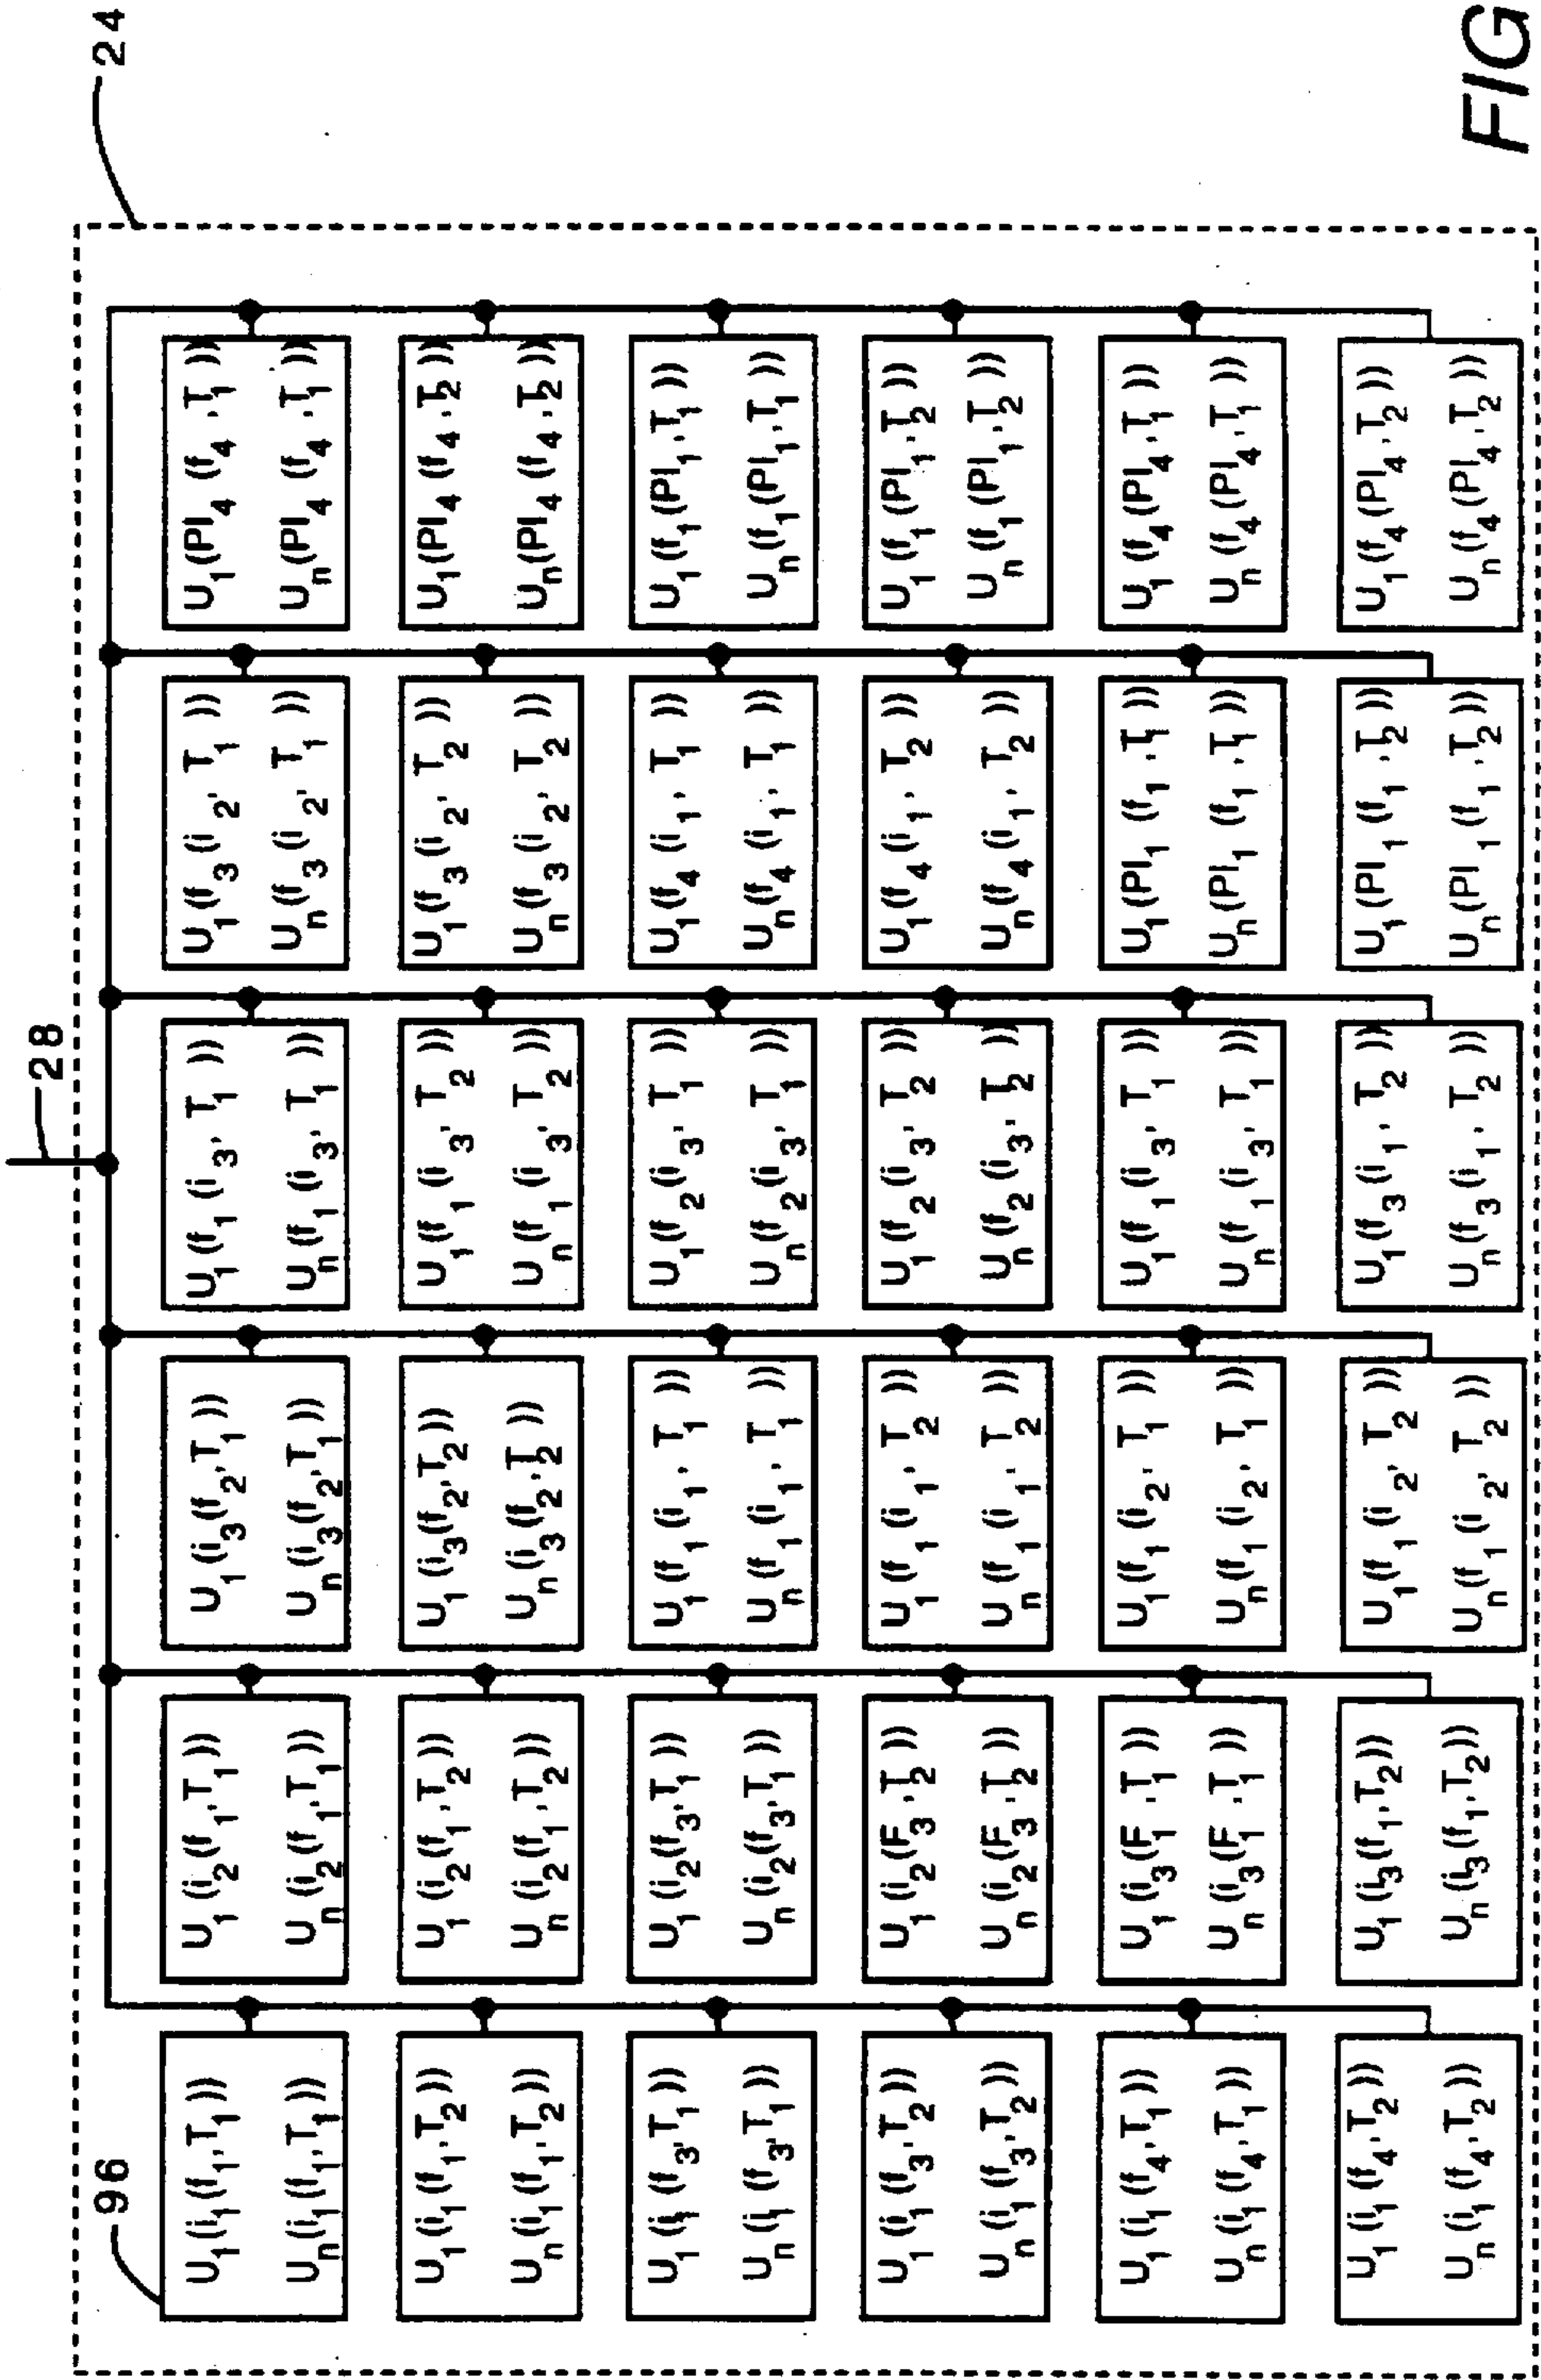 28
24
96
U₁(i₁(f₁,T₁))
Uₙ(i₁(f₁,T₁))
U₁(i₁(f₁,T₂))
Uₙ(i₁(f₁,T₂))
U₁(i₁(f₃,T₁))
Uₙ(i₁(f₃,T₁))
U₁(i₁(f₃,T₂))
Uₙ(i₁(f₃,T₂))
U₁(i₁(f₄,T₁))
Uₙ(i₁(f₄,T₁))
U₁(i₁(f₄,T₂))
Uₙ(i₁(f₄,T₂))
U₁(i₂(f₁,T₁))
Uₙ(i₂(f₁,T₁))
U₁(i₂(f₁,T₂))
Uₙ(i₂(f₁,T₂))
U₁(i₂(f₃,T₁))
Uₙ(i₂(f₃,T₁))
U₁(i₂(F₃,T₂))
Uₙ(i₂(F₃,T₂))
U₁(i₃(F₁,T₁))
Uₙ(i₃(F₁,T₁))
U₁(i₃(f₁,T₂))
Uₙ(i₃(f₁,T₂))
U₁(i₃(f₂,T₁))
Uₙ(i₃(f₂,T₁))
U₁(i₃(f₂,T₂))
Uₙ(i₃(f₂,T₂))
U₁(f₁(i₁,T₁))
Uₙ(f₁(i₁,T₁))
U₁(f₁(i₁,T₂))
Uₙ(f₁(i₁,T₂))
U₁(f₁(i₂,T₁))
Uₙ(f₁(i₂,T₁))
U₁(f₁(i₂,T₂))
Uₙ(f₁(i₂,T₂))
U₁(f₁(i₃,T₁))
Uₙ(f₁(i₃,T₁))
U₁(f₁(i₃,T₂))
Uₙ(f₁(i₃,T₂))
U₁(f₂(i₃,T₁))
Uₙ(f₂(i₃,T₁))
U₁(f₂(i₃,T₂))
Uₙ(f₂(i₃,T₂))
U₁(f₁(i₃,T₁))
Uₙ(f₁(i₃,T₁))
U₁(f₃(i₁,T₂))
Uₙ(f₃(i₁,T₂))
U₁(f₃(i₂,T₁))
Uₙ(f₃(i₂,T₁))
U₁(f₃(i₂,T₂))
Uₙ(f₃(i₂,T₂))
U₁(f₄(i₁,T₁))
Uₙ(f₄(i₁,T₁))
U₁(f₄(i₁,T₂))
Uₙ(f₄(i₁,T₂))
U₁(PI₁(f₁,T₁))
Uₙ(PI₁(f₁,T₁))
U₁(PI₁(f₁,T₂))
Uₙ(PI₁(f₁,T₂))
U₁(PI₄(f₄,T₁))
Uₙ(PI₄(f₄,T₁))
U₁(PI₄(f₄,T₂))
Uₙ(PI₄(f₄,T₂))
U₁(f₁(PI₁,T₁))
Uₙ(f₁(PI₁,T₁))
U₁(f₁(PI₁,T₂))
Uₙ(f₁(PI₁,T₂))
U₁(f₄(PI₄,T₁))
Uₙ(f₄(PI₄,T₁))
U₁(f₄(PI₄,T₂))
Uₙ(f₄(PI₄,T₂))
FIG